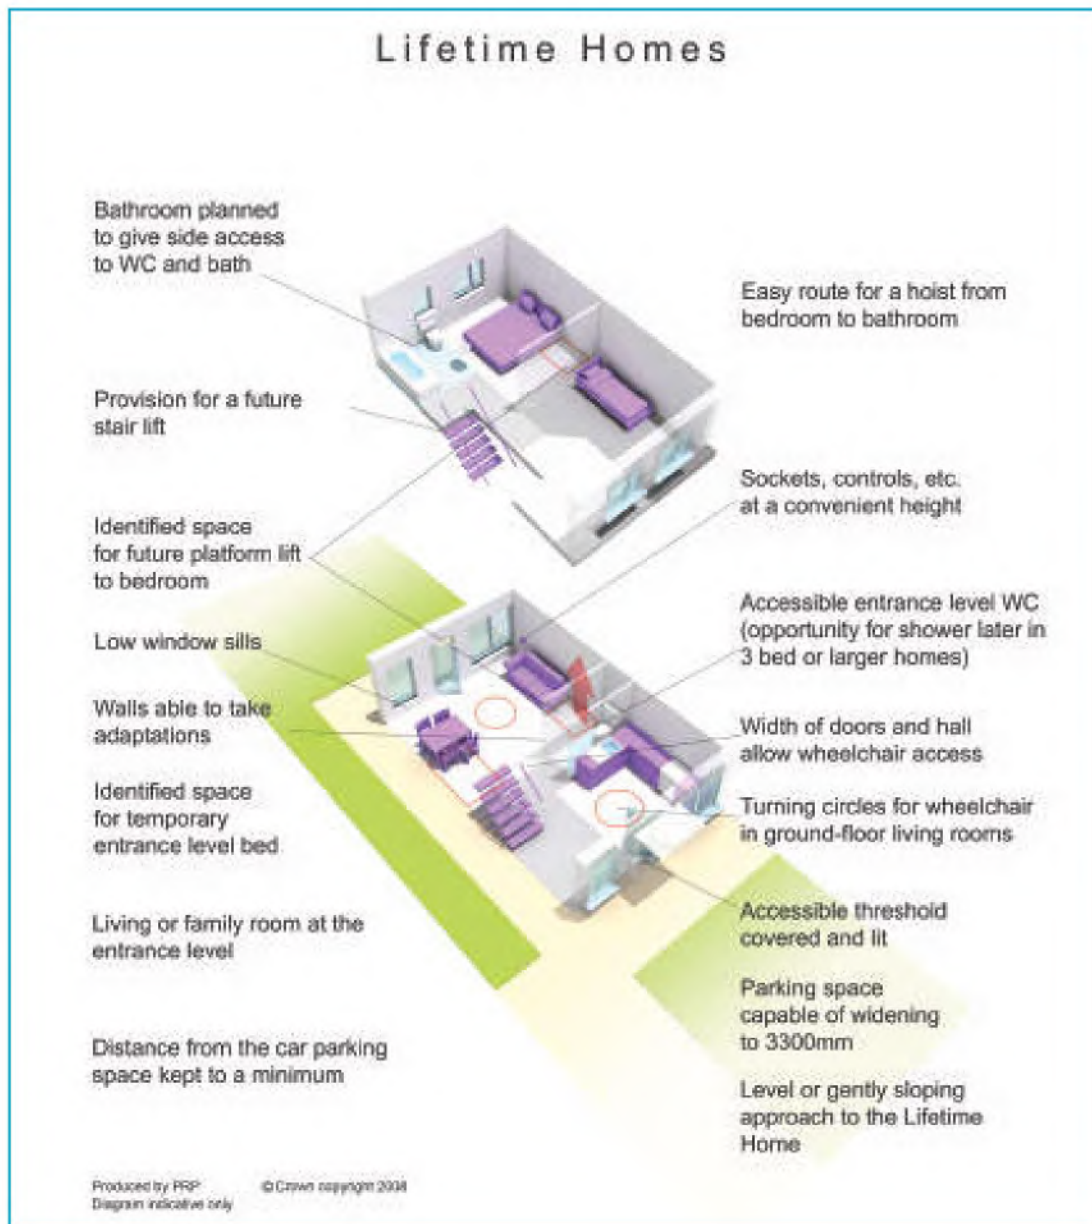 Lifetime Homes
Bathroom planned
to give side access
to WC and bath
Provision for a future
stair lift
Identified space
for future platform lift
to bedroom
Low window sills
Walls able to take
adaptations
Identified space
for temporary
entrance level bed
Living or family room at the
entrance level
Distance from the car parking
space kept to a minimum
Easy route for a hoist from
bedroom to bathroom
Sockets, controls, etc.
at a convenient height
Accessible entrance level WC
(opportunity for shower later in
3 bed or larger homes)
Width of doors and hall
allow wheelchair access
Turning circles for wheelchair
in ground-floor living rooms
Accessible threshold
covered and lit
Parking space
capable of widening
to 3300mm
Level or gently sloping
approach to the Lifetime
Home
Produced by PRP © Crown copyright 2008
Diagram indicative only